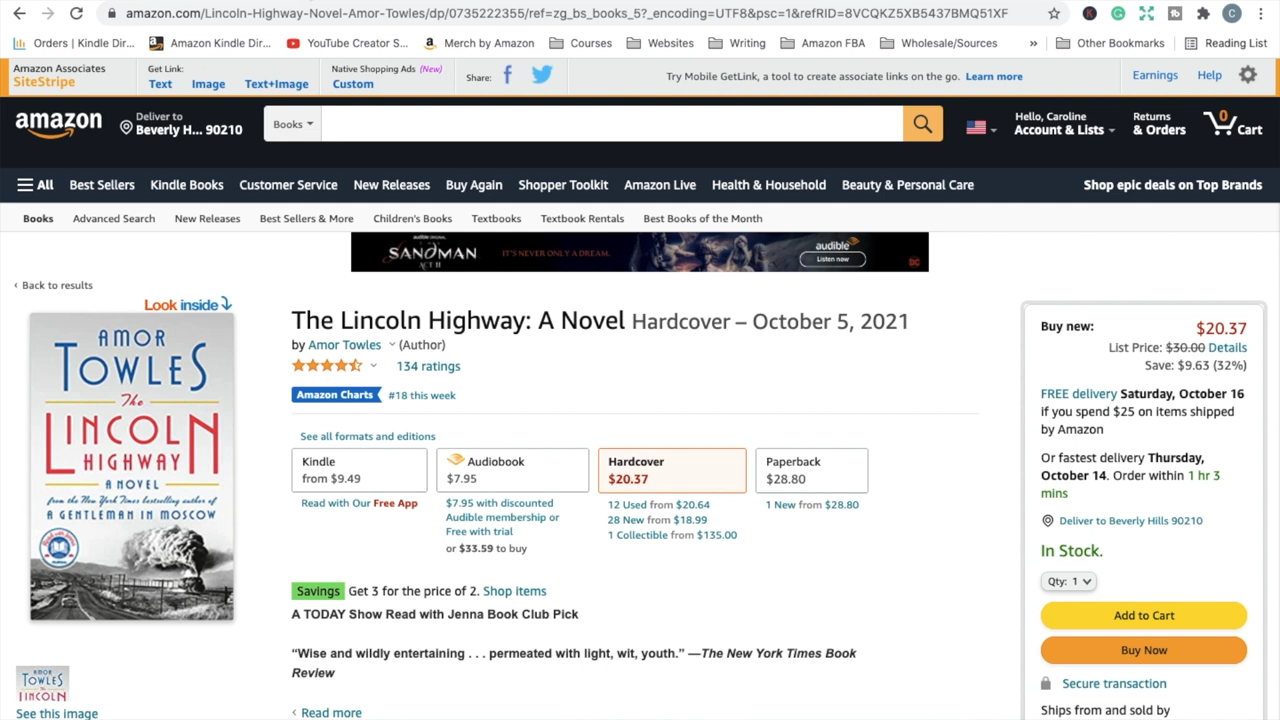 amazon.com/Lincoln-Highway-Novel-Amor-Towles/dp/0735222355/ref=zg_bs_books_5?_encoding=UTF8&psc=1&refRID=8VCQKZ5XB5437BMQ51XF
K C
Orders | Kindle Dir... Amazon Kindle Dir... YouTube Creator S... Merch by Amazon Courses Websites Writing Amazon FBA Wholesale/Sources » Other Bookmarks Reading List
Amazon Associates
SiteStripe
Get Link:
Text Image Text+Image
Native Shopping Ads (New)
Custom
Share:
Try Mobile GetLink, a tool to create associate links on the go. Learn more
Earnings Help
amazon
Deliver to
Beverly H... 90210
Books
Hello, Caroline
Account & Lists
Returns
& Orders
0
Cart
All Best Sellers Kindle Books Customer Service New Releases Buy Again Shopper Toolkit Amazon Live Health & Household Beauty & Personal Care Shop epic deals on Top Brands
Books Advanced Search New Releases Best Sellers & More Children's Books Textbooks Textbook Rentals Best Books of the Month
audible ORIGINAL
THE
SANDMAN
ACT II
IT'S NEVER ONLY A DREAM.
audible
Listen now
DC
‹ Back to results
Look inside
AMOR
TOWLES
The
LINCOLN
HIGHWAY
A NOVEL
from the New York Times bestselling author of
A GENTLEMAN IN MOSCOW
The Lincoln Highway: A Novel Hardcover – October 5, 2021
by Amor Towles (Author)
134 ratings
Amazon Charts #18 this week
See all formats and editions
Kindle
from $9.49
Read with Our Free App
Audiobook
$7.95
$7.95 with discounted
Audible membership or
Free with trial
or $33.59 to buy
Hardcover
$20.37
12 Used from $20.64
28 New from $18.99
1 Collectible from $135.00
Paperback
$28.80
1 New from $28.80
Savings Get 3 for the price of 2. Shop items
A TODAY Show Read with Jenna Book Club Pick
“Wise and wildly entertaining . . . permeated with light, wit, youth.” —The New York Times Book
Review
‹ Read more
AMOR
TOWLES
The
LINCOLN
See this image
Buy new: $20.37
List Price: $30.00 Details
Save: $9.63 (32%)
FREE delivery Saturday, October 16
if you spend $25 on items shipped
by Amazon
Or fastest delivery Thursday,
October 14. Order within 1 hr 3
mins
Deliver to Beverly Hills 90210
In Stock.
Qty: 1
Add to Cart
Buy Now
Secure transaction
Ships from and sold by